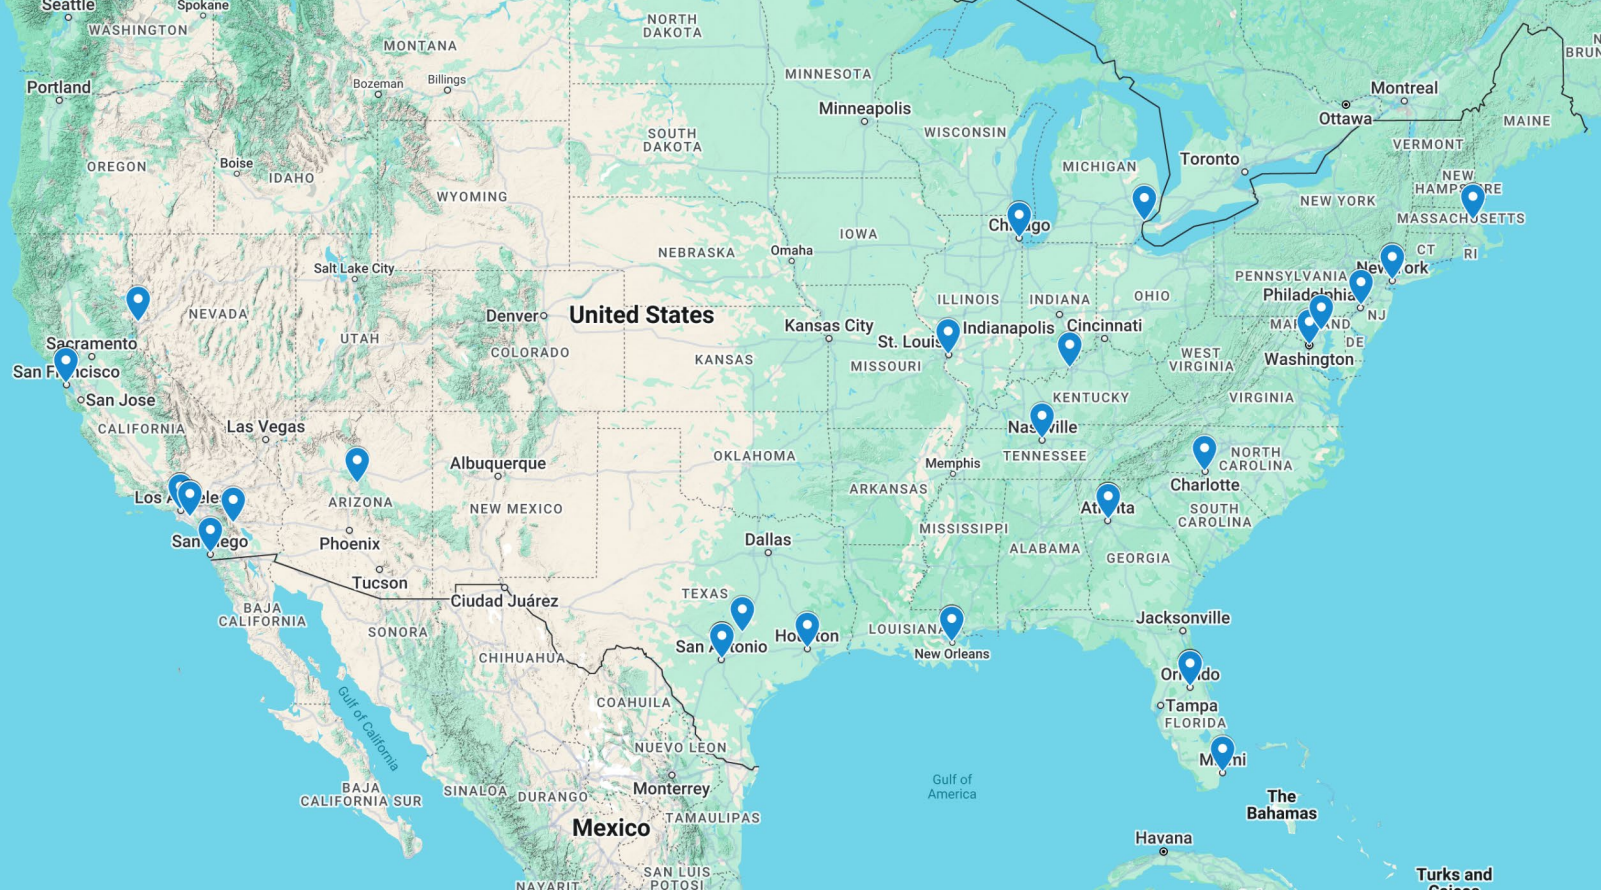 Seattle
Spokane
WASHINGTON
NORTH
DAKOTA
MONTANA
MINNESOTA
Portland
Bozeman
Billings
Montreal
Minneapolis
Ottawa
MAINE
SOUTH
DAKOTA
WISCONSIN
VERMONT
OREGON
Boise
IDAHO
MICHIGAN
Toronto
NEW
WYOMING
NEW YORK
MASSACHUSETTS
IOWA
NEBRASKA
Omaha
CT
RI
Salt Lake City
PENNSYLVANIA
Philadelphia
NEVADA
ILLINOIS
INDIANA
OHIO
NJ
Denver
United States
Kansas City
Indianapolis
Cincinnati
UTAH
Sacramento
St. Louis
DE
COLORADO
KANSAS
MISSOURI
WEST
VIRGINIA
Washington
San Jose
KENTUCKY
VIRGINIA
CALIFORNIA
Las Vegas
Albuquerque
OKLAHOMA
Memphis
TENNESSEE
NORTH
CAROLINA
ARIZONA
NEW MEXICO
ARKANSAS
Charlotte
SOUTH
CAROLINA
MISSISSIPPI
Phoenix
Dallas
ALABAMA
GEORGIA
Tucson
Ciudad Juárez
TEXAS
BAJA
CALIFORNIA
SONORA
LOUISIANA
Jacksonville
CHIHUAHUA
New Orleans
Tampa
FLORIDA
COAHUILA
Gulf of California
NUEVO LEON
BAJA
CALIFORNIA SUR
SINALOA
DURANGO
Monterrey
Gulf of
America
The
Bahamas
TAMAULIPAS
Mexico
Havana
SAN LUIS
POTOSI
NAYARIT
Turks and